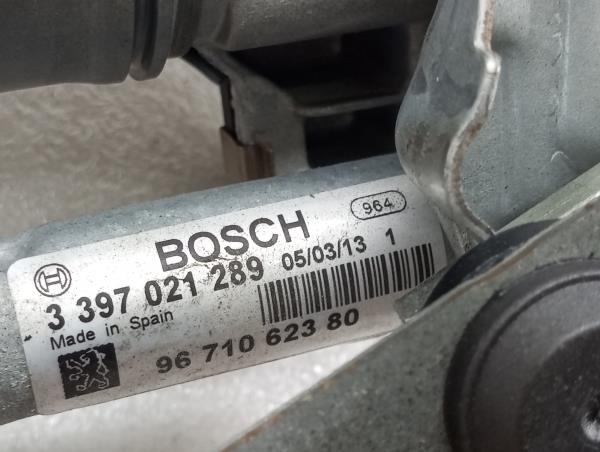 BOSCH 964
3 397 021 289 05/03/13 1
Made in Spain
96 710 623 80